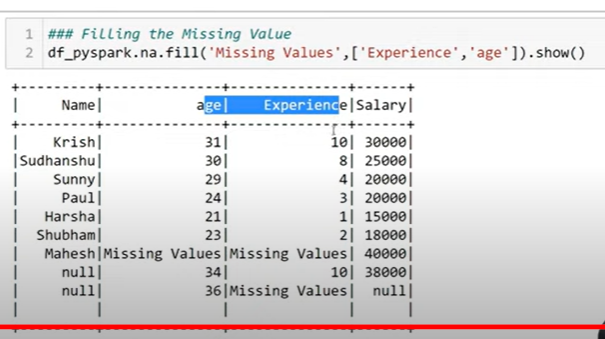 1 ### Filling the Missing Value
2 df_pyspark.na.fill('Missing Values',['Experience','age']).show()
+---------+--------------+--------------+------+
|     Name|           age|    Experience|Salary|
+---------+--------------+--------------+------+
|    Krish|            31|            10| 30000|
|Sudhanshu|            30|             8| 25000|
|    Sunny|            29|             4| 20000|
|     Paul|            24|             3| 20000|
|   Harsha|            21|             1| 15000|
|  Shubham|            23|             2| 18000|
|   Mahesh|Missing Values|Missing Values| 40000|
|     null|            34|            10| 38000|
|     null|            36|Missing Values|  null|